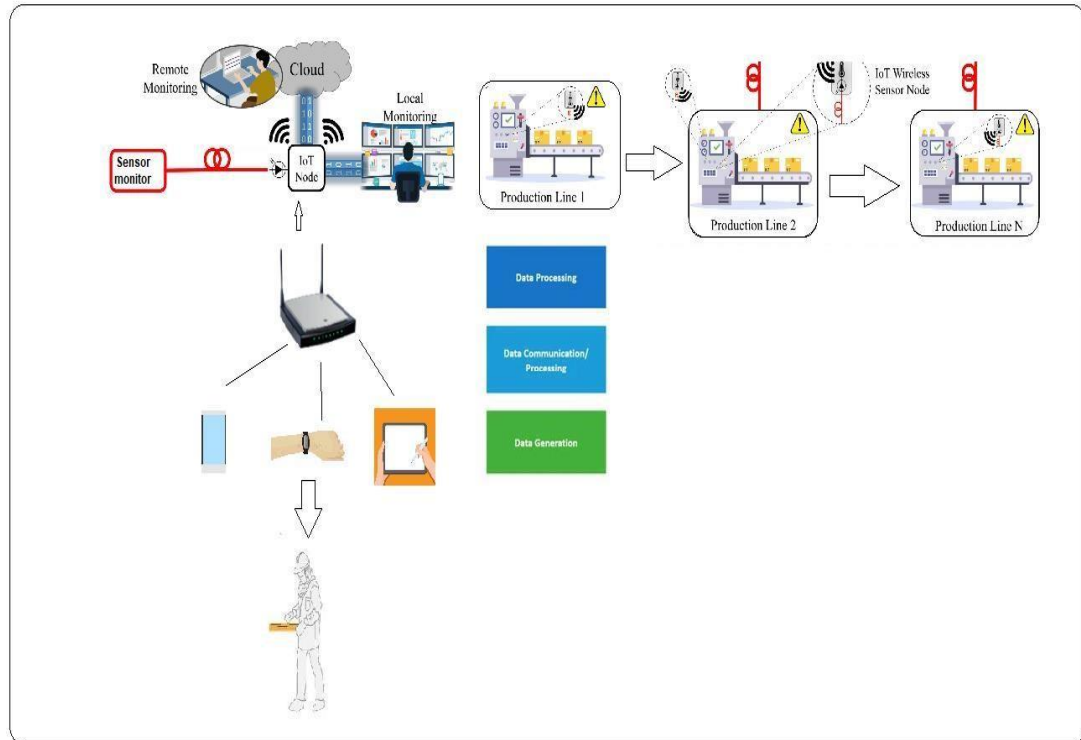 Remote
Monitoring
Cloud
Local
Monitoring
Sensor
monitor
IoT
Node
Production Line 1
IoT Wireless
Sensor Node
Production Line 2
Production Line N
Data Processing
Data Communication/
Processing
Data Generation